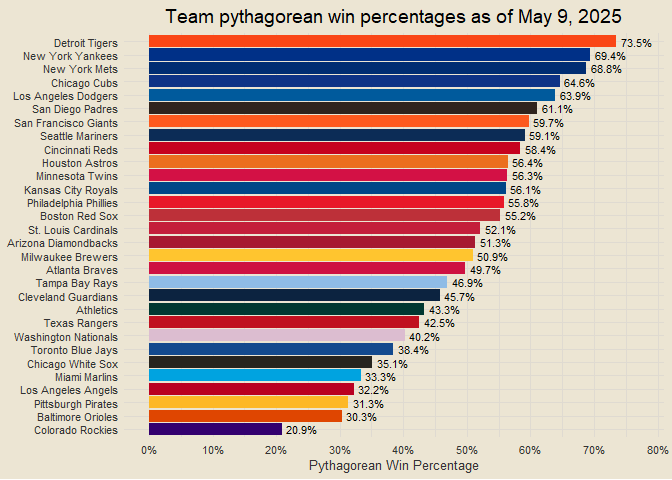 Team pythagorean win percentages as of May 9, 2025
Detroit Tigers 73.5%
New York Yankees 69.4%
New York Mets 68.8%
Chicago Cubs 64.6%
Los Angeles Dodgers 63.9%
San Diego Padres 61.1%
San Francisco Giants 59.7%
Seattle Mariners 59.1%
Cincinnati Reds 58.4%
Houston Astros 56.4%
Minnesota Twins 56.3%
Kansas City Royals 56.1%
Philadelphia Phillies 55.8%
Boston Red Sox 55.2%
St. Louis Cardinals 52.1%
Arizona Diamondbacks 51.3%
Milwaukee Brewers 50.9%
Atlanta Braves 49.7%
Tampa Bay Rays 46.9%
Cleveland Guardians 45.7%
Athletics 43.3%
Texas Rangers 42.5%
Washington Nationals 40.2%
Toronto Blue Jays 38.4%
Chicago White Sox 35.1%
Miami Marlins 33.3%
Los Angeles Angels 32.2%
Pittsburgh Pirates 31.3%
Baltimore Orioles 30.3%
Colorado Rockies 20.9%
0% 10% 20% 30% 40% 50% 60% 70% 80%
Pythagorean Win Percentage